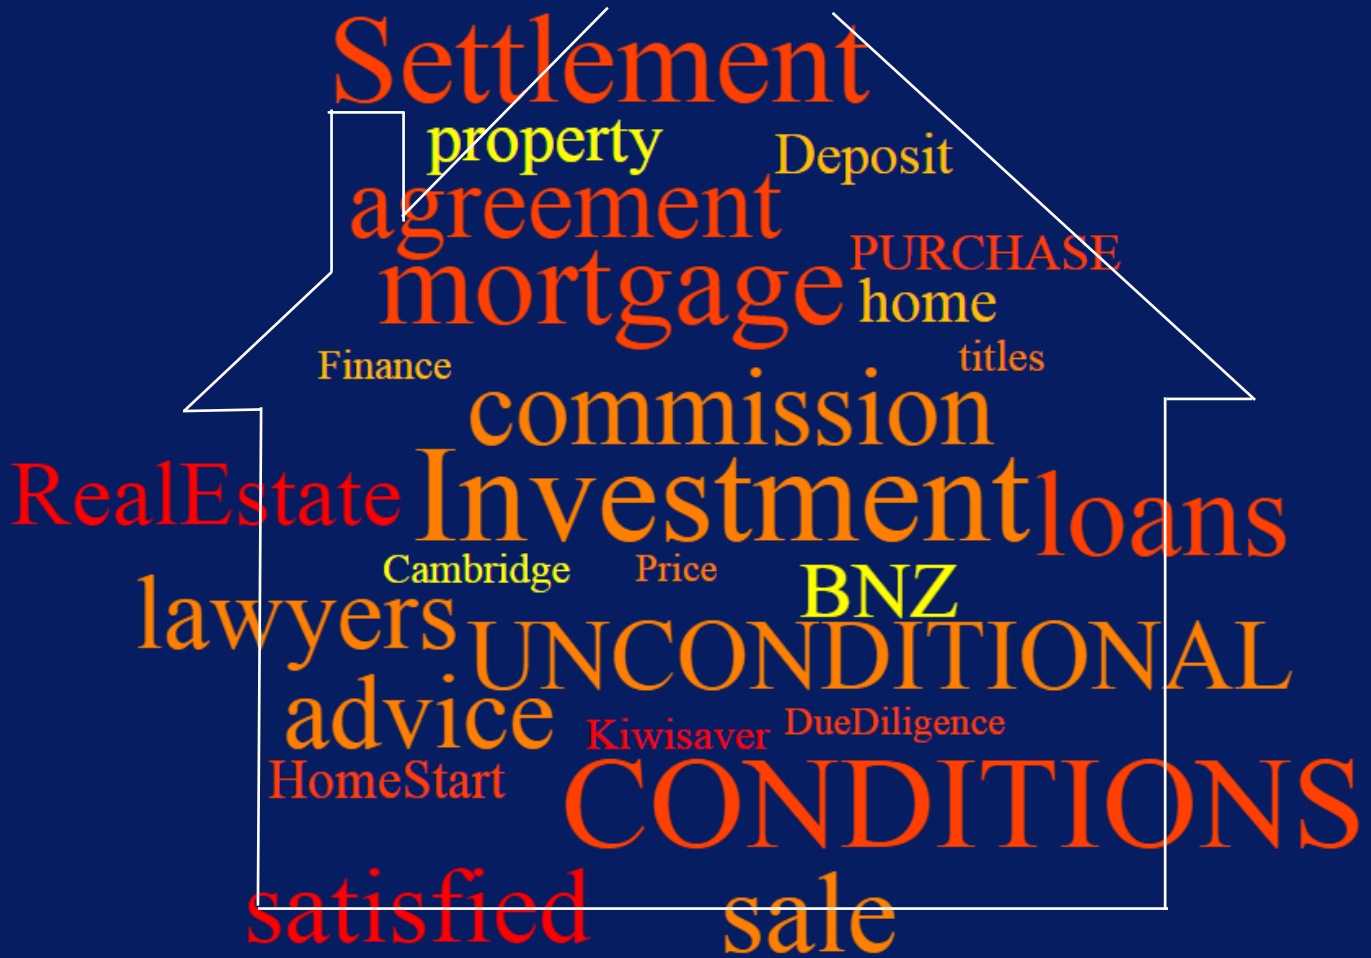 Settlement
property Deposit
agreement
PURCHASE
mortgage home
Finance titles
commission
RealEstate Investment loans
Cambridge Price BNZ
lawyers UNCONDITIONAL
advice Kiwisaver DueDiligence
HomeStart CONDITIONS
satisfied sale